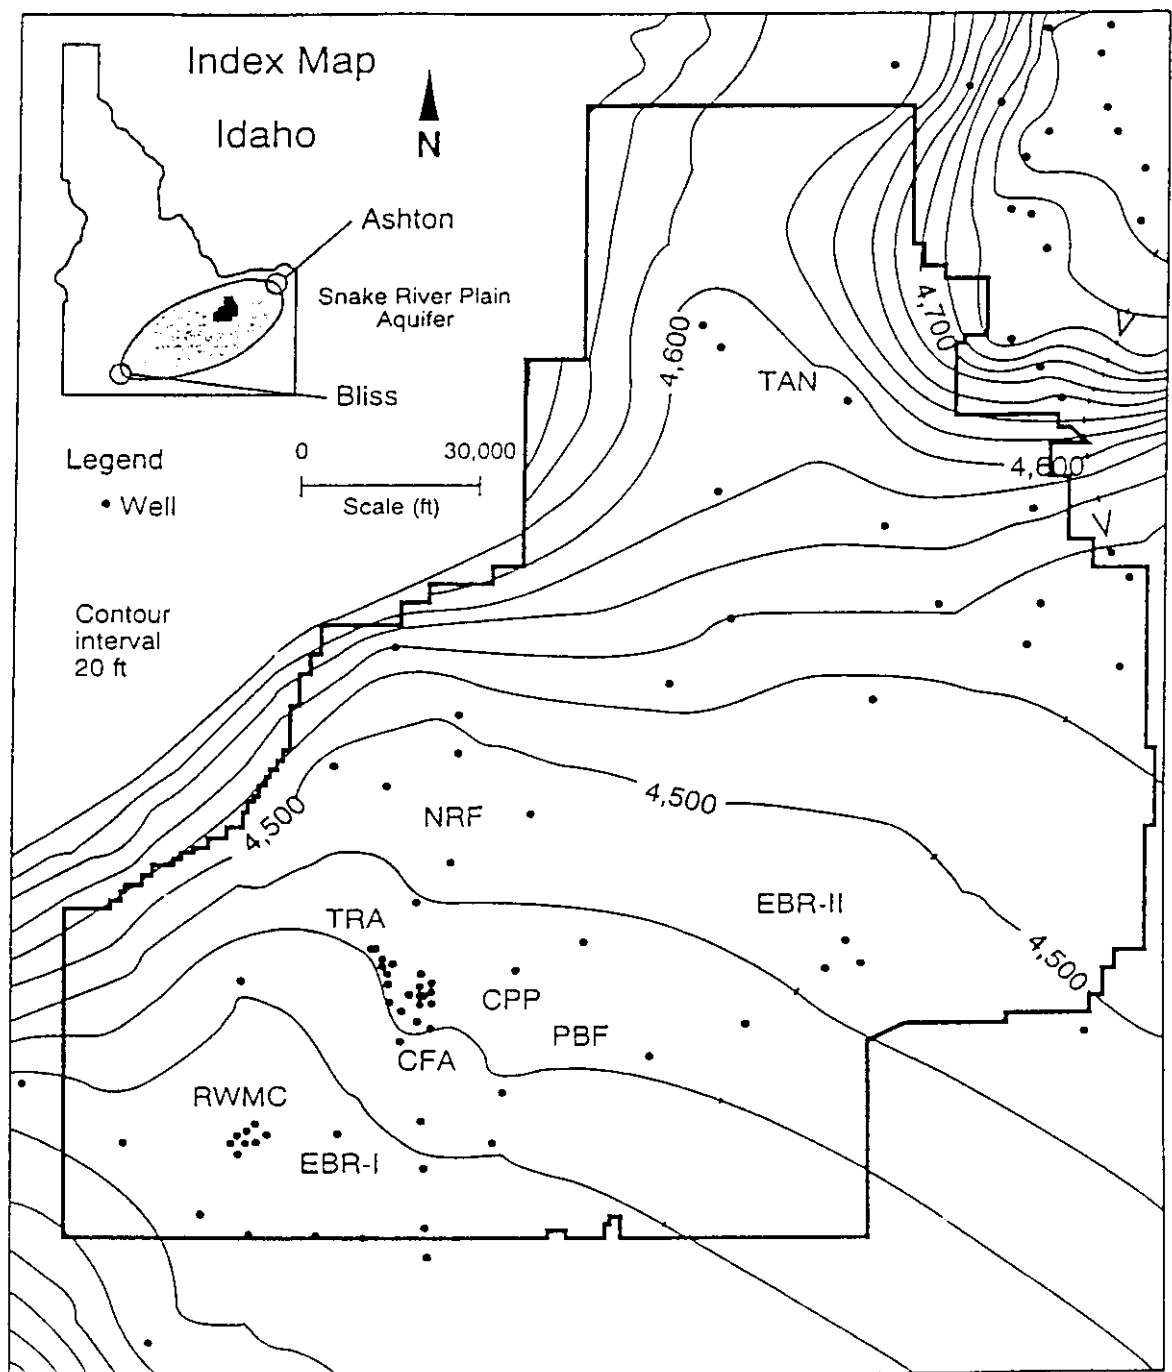 Index Map
Idaho
N
Ashton
Snake River Plain
Aquifer
Bliss
Legend
• Well
0 30,000
Scale (ft)
Contour
interval
20 ft
4,600
4,700
TAN
4,600
4,500
4,500
NRF
EBR-II
4,500
TRA
CPP
PBF
CFA
RWMC
EBR-I